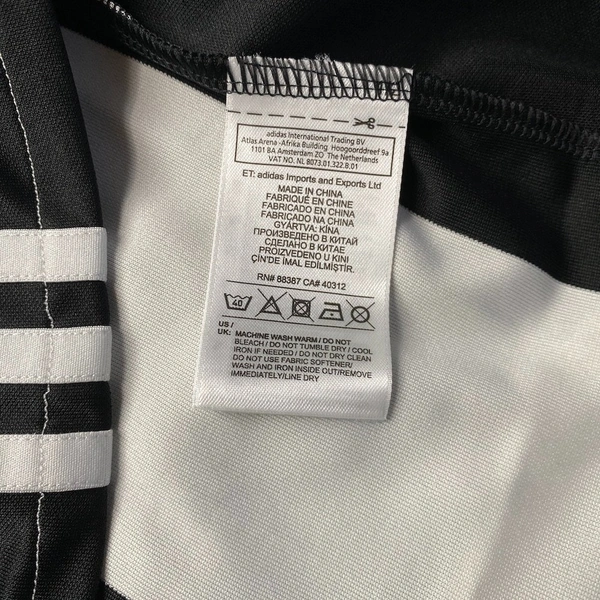 adidas International Trading BV
Atlas Arena -Afrika Building Hoogoorddreef 9a
1101 BA Amsterdam ZO The Netherlands
VAT NO. NL 8073.01.322.B.01
ET: adidas Imports and Exports Ltd
MADE IN CHINA
FABRIQUÉ EN CHINE
FABRICADO EN CHINA
FABRICADO NA CHINA
GYÁRTVA: KÍNA
ПРОИЗВЕДЕНО В КИТАЙ
СДЕЛАНО В КИТАЕ
PROIZVEDENO U KINI
ÇİN'DE İMAL EDİLMİŞTİR.
RN# 88387 CA# 40312
40
US /
UK: MACHINE WASH WARM / DO NOT
BLEACH / DO NOT TUMBLE DRY / COOL
IRON IF NEEDED / DO NOT DRY CLEAN
DO NOT USE FABRIC SOFTENER/
WASH AND IRON INSIDE OUT/REMOVE
IMMEDIATELY/LINE DRY